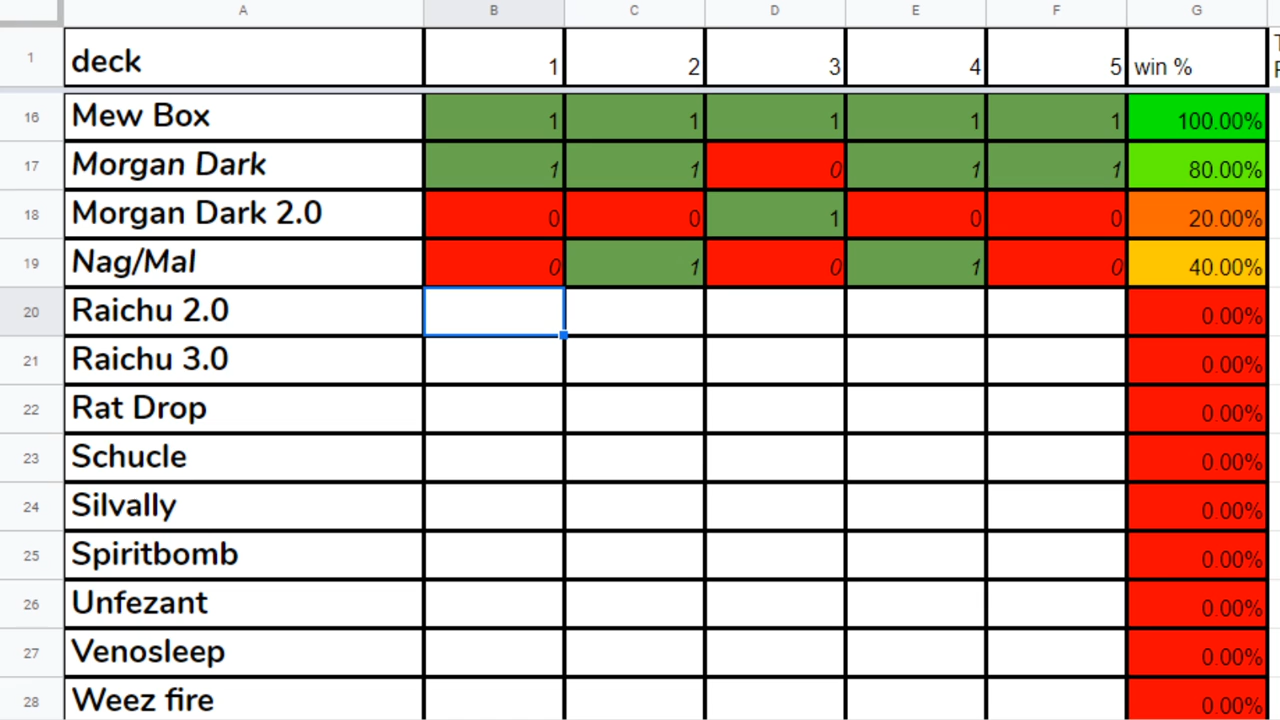 A B C D E F G
1 deck 1 2 3 4 5 win %
16 Mew Box 1 1 1 1 1 100.00%
17 Morgan Dark 1 1 0 1 1 80.00%
18 Morgan Dark 2.0 0 0 1 0 0 20.00%
19 Nag/Mal 0 1 0 1 0 40.00%
20 Raichu 2.0 0.00%
21 Raichu 3.0 0.00%
22 Rat Drop 0.00%
23 Schucle 0.00%
24 Silvally 0.00%
25 Spiritbomb 0.00%
26 Unfezant 0.00%
27 Venosleep 0.00%
28 Weez fire 0.00%